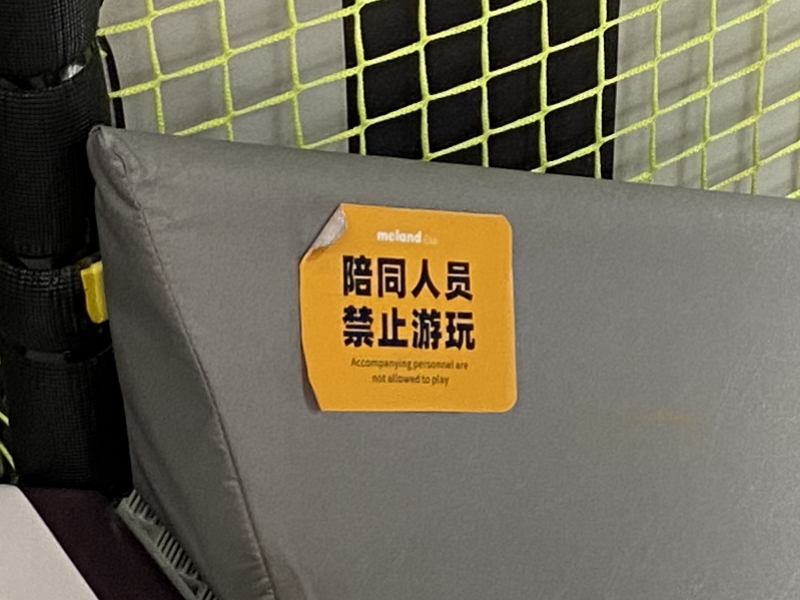 meland
陪同人员
禁止游玩
Accompanying personnel are
not allowed to play